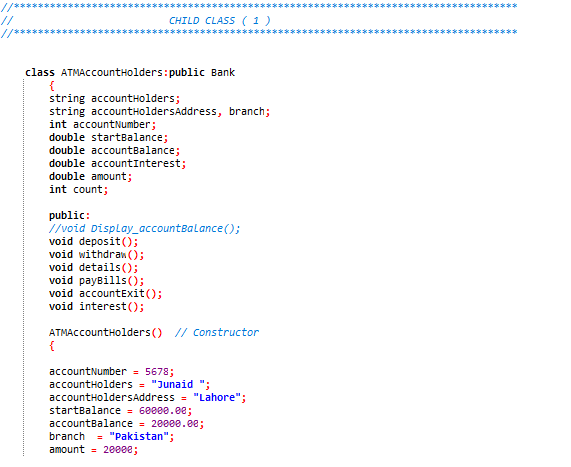 //************************************************************************************
// CHILD CLASS ( 1 )
//************************************************************************************
class ATMAccountHolders:public Bank
{
string accountHolders;
string accountHoldersAddress, branch;
int accountNumber;
double startBalance;
double accountBalance;
double accountInterest;
double amount;
int count;
public:
//void Display_accountBalance();
void deposit();
void withdraw();
void details();
void payBills();
void accountExit();
void interest();
ATMAccountHolders() // Constructor
{
accountNumber = 5678;
accountHolders = "Junaid ";
accountHoldersAddress = "Lahore";
startBalance = 60000.00;
accountBalance = 20000.00;
branch = "Pakistan";
amount = 20000;